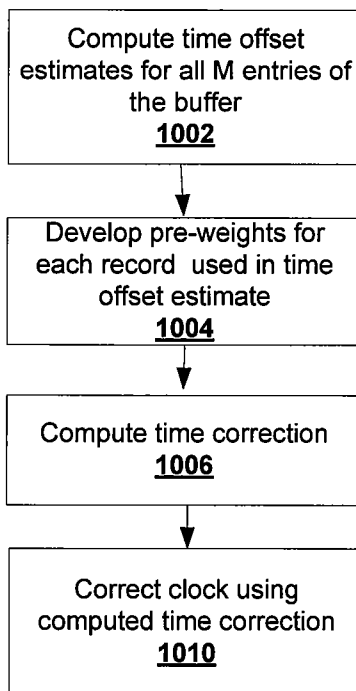 Compute time offset
estimates for all M entries of
the buffer
1002
Develop pre-weights for
each record used in time
offset estimate
1004
Compute time correction
1006
Correct clock using
computed time correction
1010